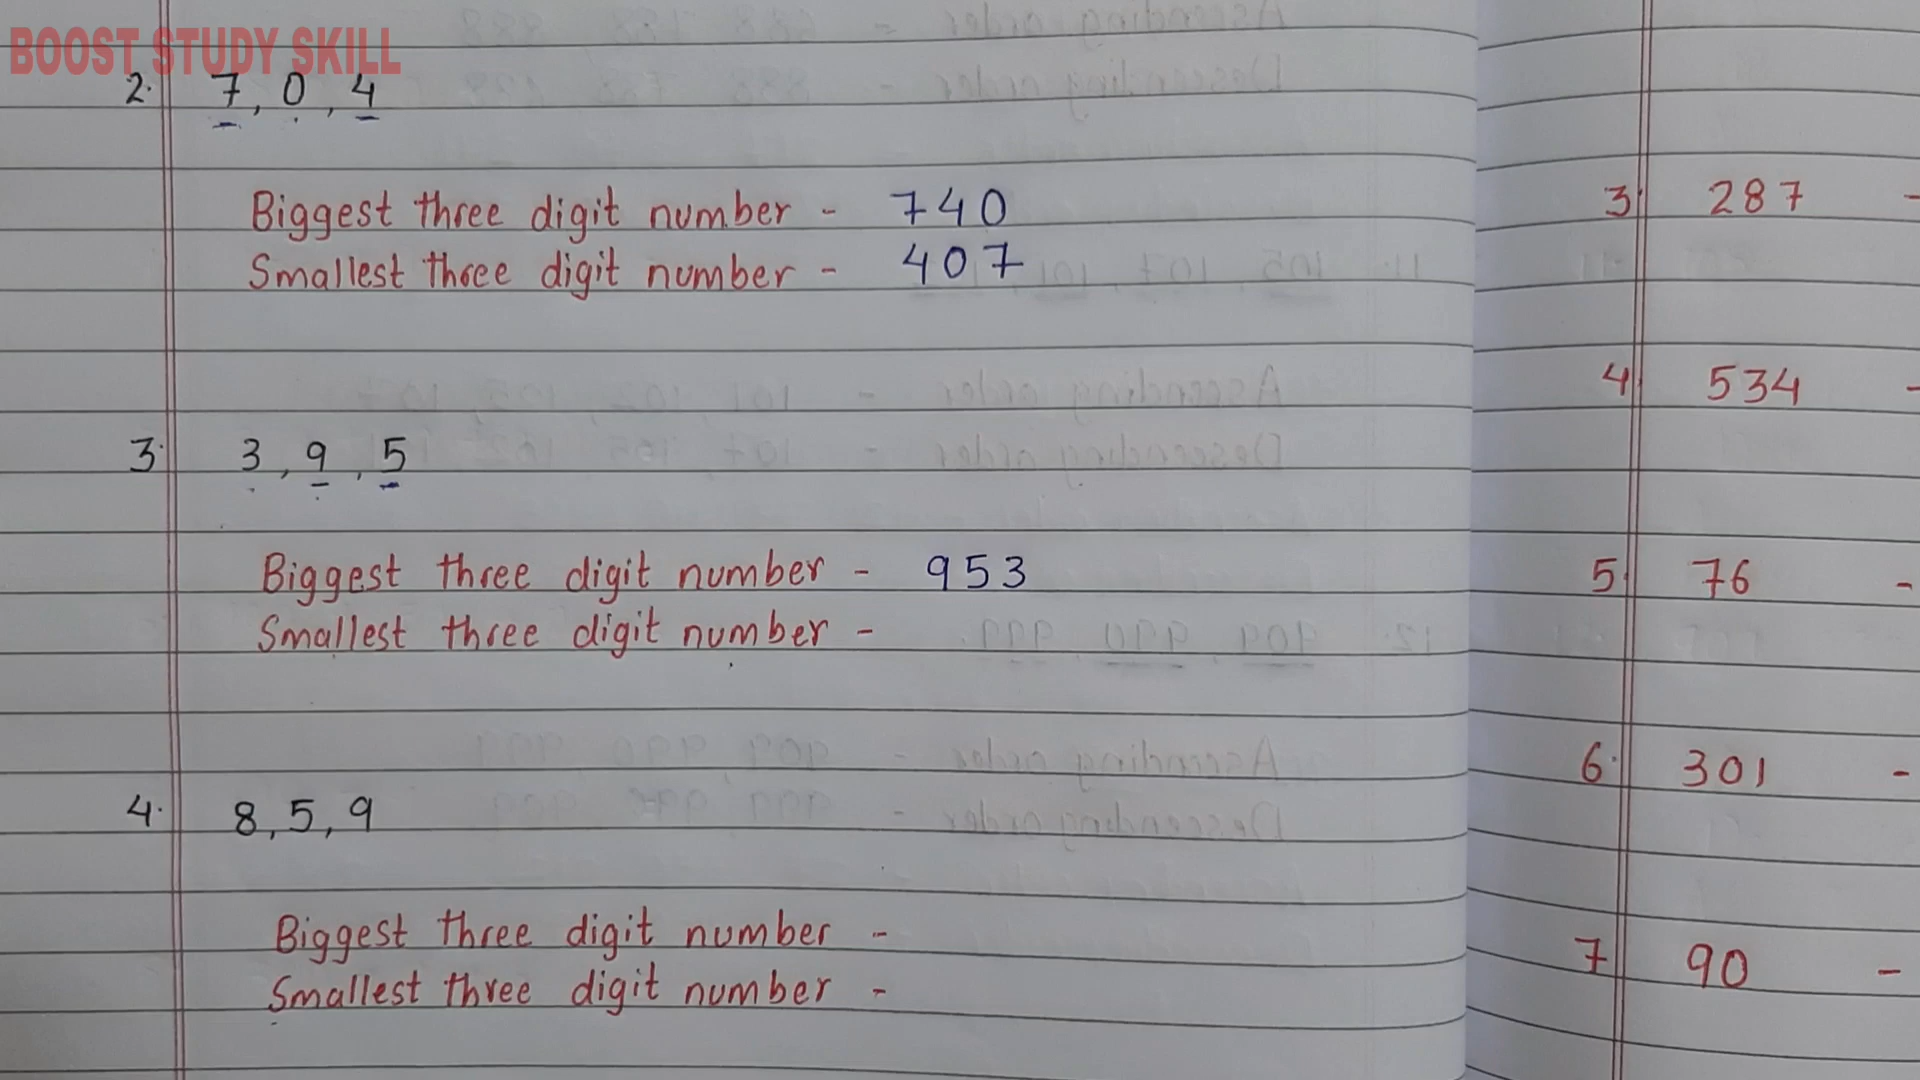 BOOST STUDY SKILL
2. 7, 0, 4
Biggest three digit number - 740
Smallest three digit number - 407
3. 3, 9, 5
Biggest three digit number - 953
Smallest three digit number -
4. 8, 5, 9
Biggest three digit number -
Smallest three digit number -
3. 287 -
4. 534 -
5. 76 -
6. 301 -
7 90 -